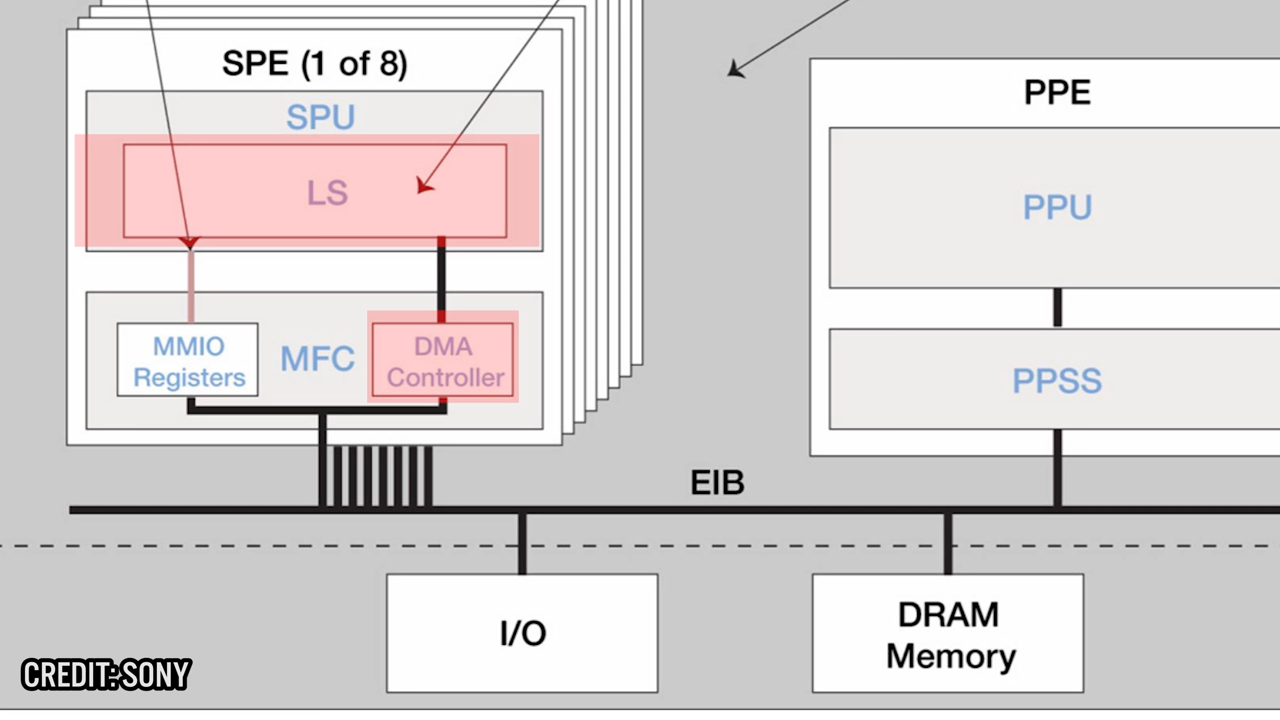 SPE (1 of 8)
SPU
LS
MMIO
Registers
MFC
DMA
Controller
PPE
PPU
PPSS
EIB
I/O
DRAM
Memory
CREDIT: SONY